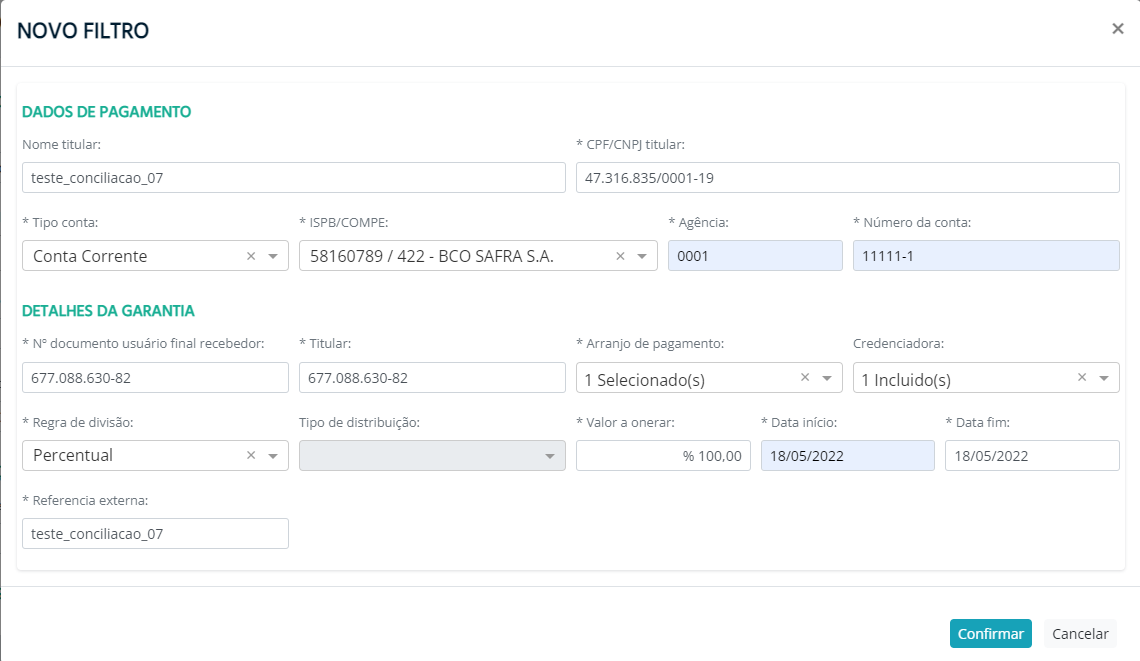 NOVO FILTRO ×
DADOS DE PAGAMENTO
Nome titular: * CPF/CNPJ titular:
teste_conciliacao_07 47.316.835/0001-19
* Tipo conta: * ISPB/COMPE: * Agência: * Número da conta:
Conta Corrente × 58160789 / 422 - BCO SAFRA S.A. × 0001 11111-1
DETALHES DA GARANTIA
* Nº documento usuário final recebedor: * Titular: * Arranjo de pagamento: Credenciadora:
677.088.630-82 677.088.630-82 1 Selecionado(s) × 1 Incluido(s) ×
* Regra de divisão: Tipo de distribuição: * Valor a onerar: * Data início: * Data fim:
Percentual × % 100,00 18/05/2022 18/05/2022
* Referencia externa:
teste_conciliacao_07
Confirmar Cancelar